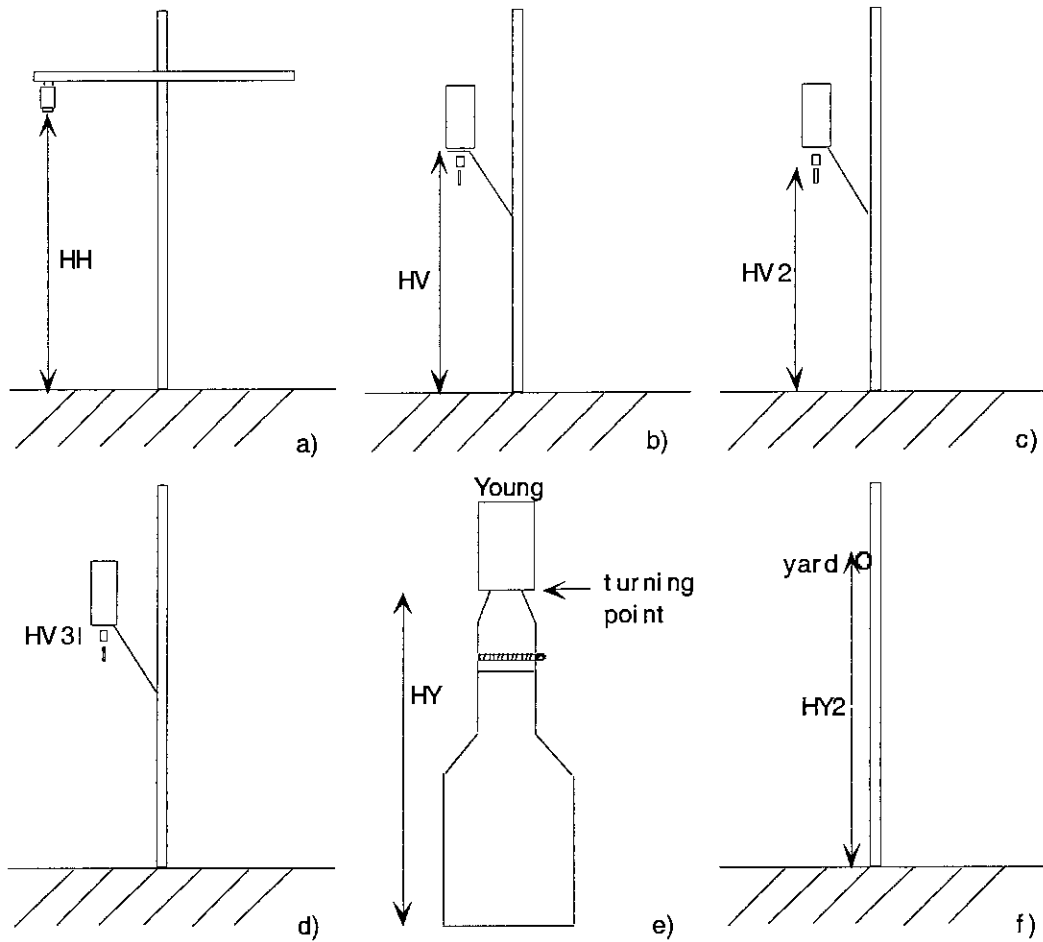 HH
a)
HV
b)
HV2
c)
HV3
d)
Young
turning
point
HY
e)
yard
HY2
f)